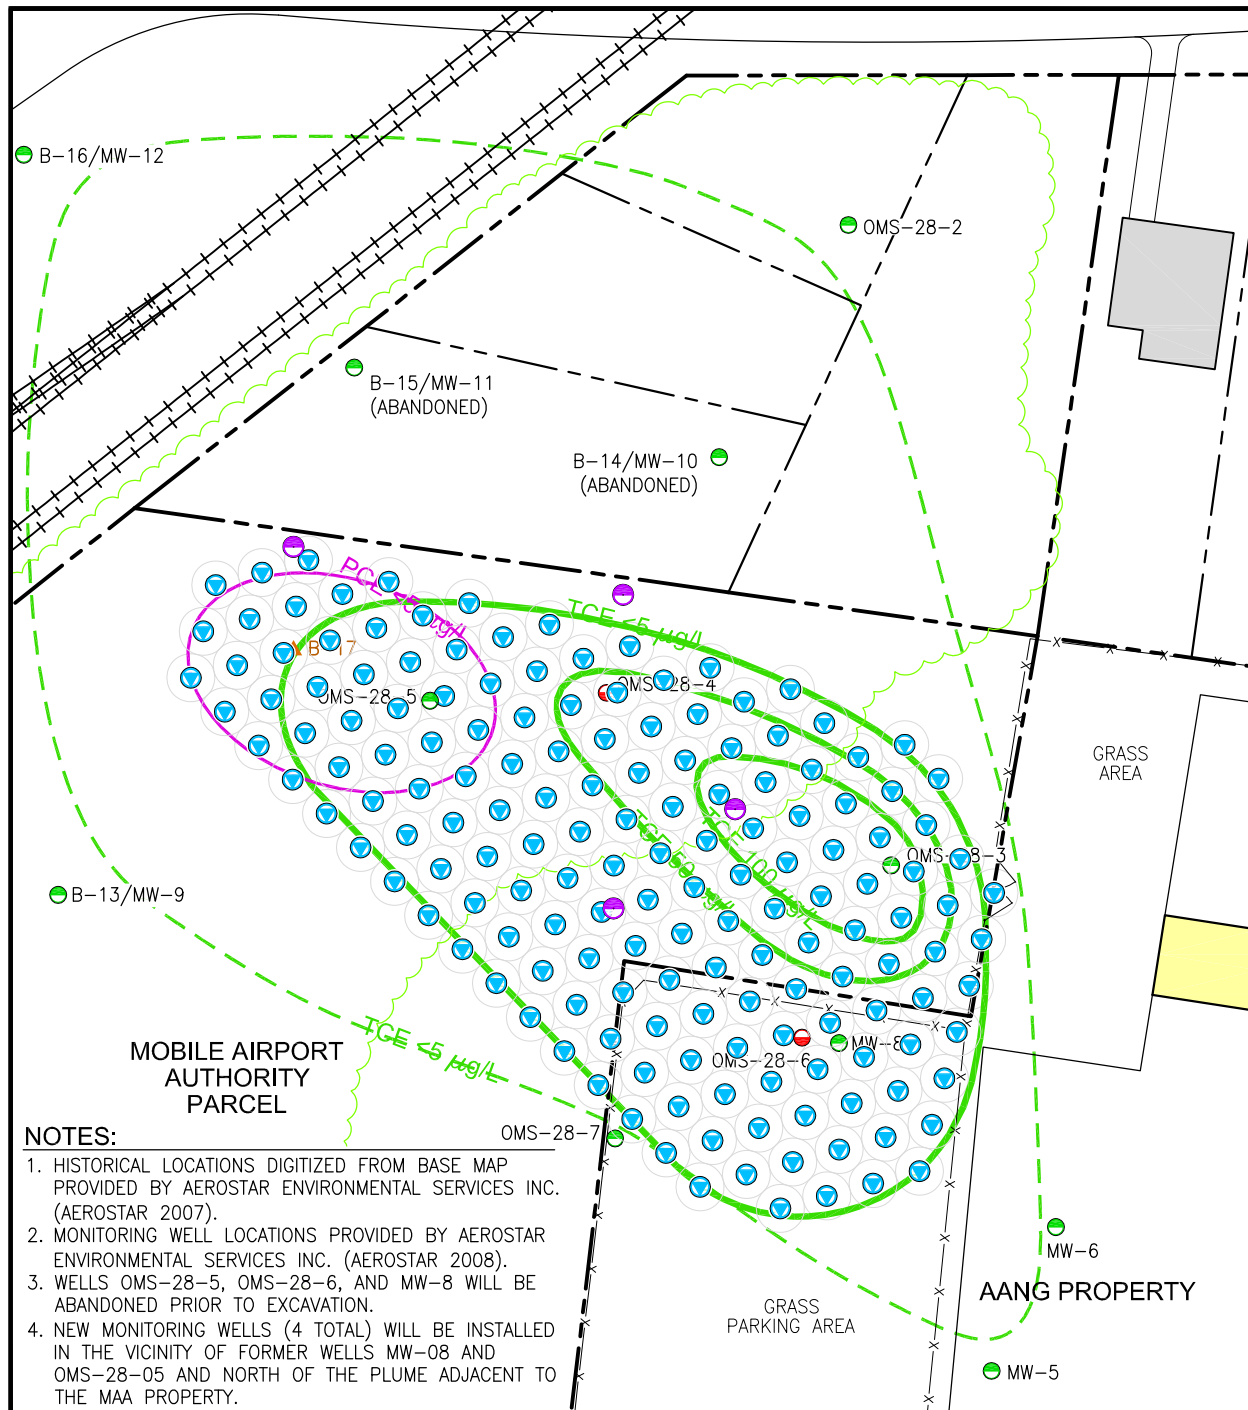 B-16/MW-12
OMS-28-2
B-15/MW-11
(ABANDONED)
B-14/MW-10
(ABANDONED)
PCE <5 µg/L
TCE <5 µg/L
B-17
OMS-28-5
OMS-28-4
GRASS
AREA
TCE 50 µg/L
TCE 100 µg/L
OMS-28-3
B-13/MW-9
TCE <5 µg/L
OMS-28-6
MW-8
MOBILE AIRPORT
AUTHORITY
PARCEL
OMS-28-7
NOTES:
1. HISTORICAL LOCATIONS DIGITIZED FROM BASE MAP
PROVIDED BY AEROSTAR ENVIRONMENTAL SERVICES INC.
(AEROSTAR 2007).
2. MONITORING WELL LOCATIONS PROVIDED BY AEROSTAR
ENVIRONMENTAL SERVICES INC. (AEROSTAR 2008).
3. WELLS OMS-28-5, OMS-28-6, AND MW-8 WILL BE
ABANDONED PRIOR TO EXCAVATION.
4. NEW MONITORING WELLS (4 TOTAL) WILL BE INSTALLED
IN THE VICINITY OF FORMER WELLS MW-08 AND
OMS-28-05 AND NORTH OF THE PLUME ADJACENT TO
THE MAA PROPERTY.
MW-6
AANG PROPERTY
GRASS
PARKING AREA
MW-5